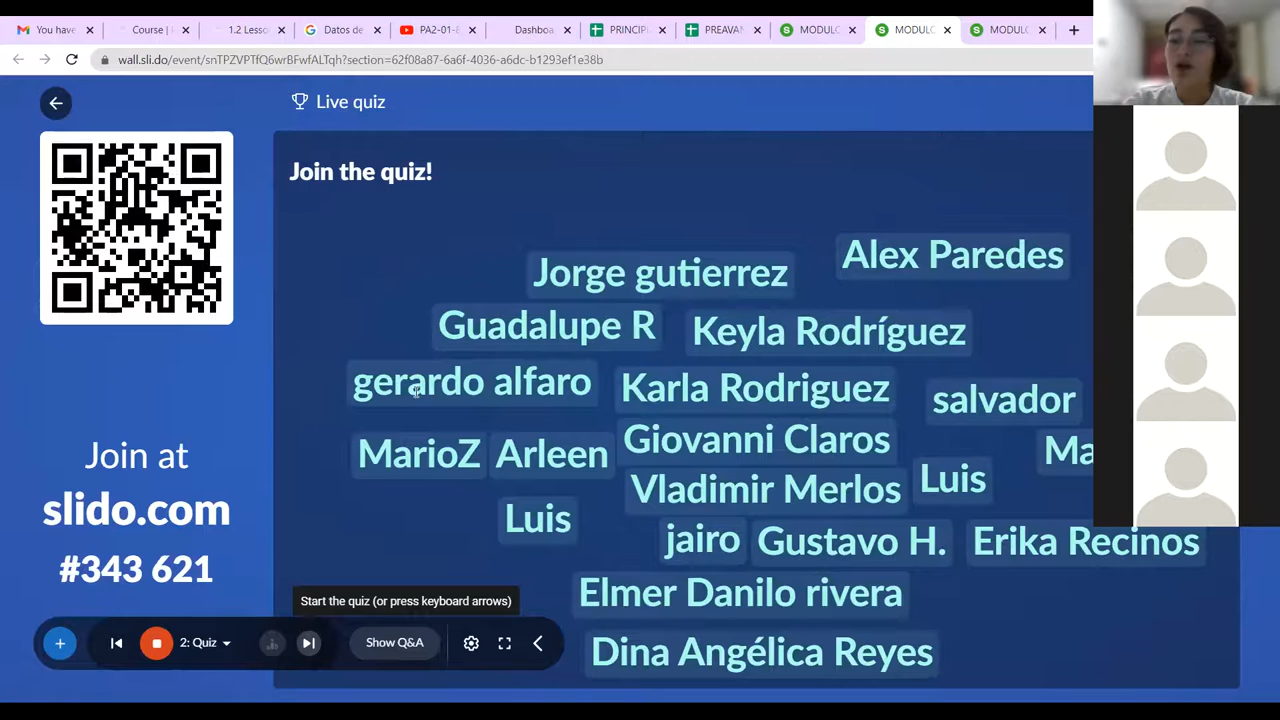 You have
Course |
1.2 Lesso
Datos de
PA2-01-
Dashboa
PRINCIPI
PREAVAN
MODULO
MODULO
MODULO
wall.sli.do/event/snTPZVPTfQ6wrBFwfALTqh?section=62f08a87-6a6f-4036-a6dc-b1293ef1e38b
Live quiz
Join the quiz!
Alex Paredes
Jorge gutierrez
Guadalupe R
Keyla Rodríguez
gerardo alfaro
Karla Rodriguez
salvador
MarioZ
Arleen
Giovanni Claros
Ma
Vladimir Merlos
Luis
Luis
jairo
Gustavo H.
Erika Recinos
Elmer Danilo rivera
Dina Angélica Reyes
Join at
slido.com
#343 621
Start the quiz (or press keyboard arrows)
2: Quiz
Show Q&A